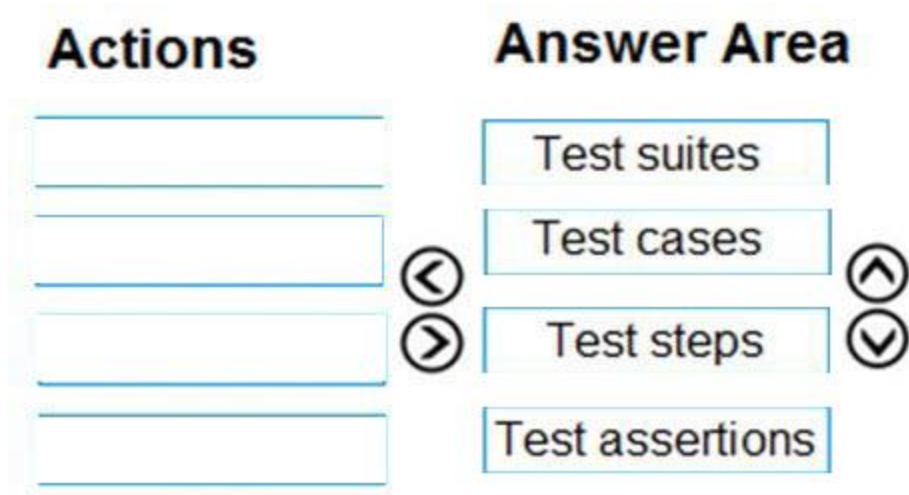 Actions
Answer Area
Test suites
Test cases
Test steps
Test assertions